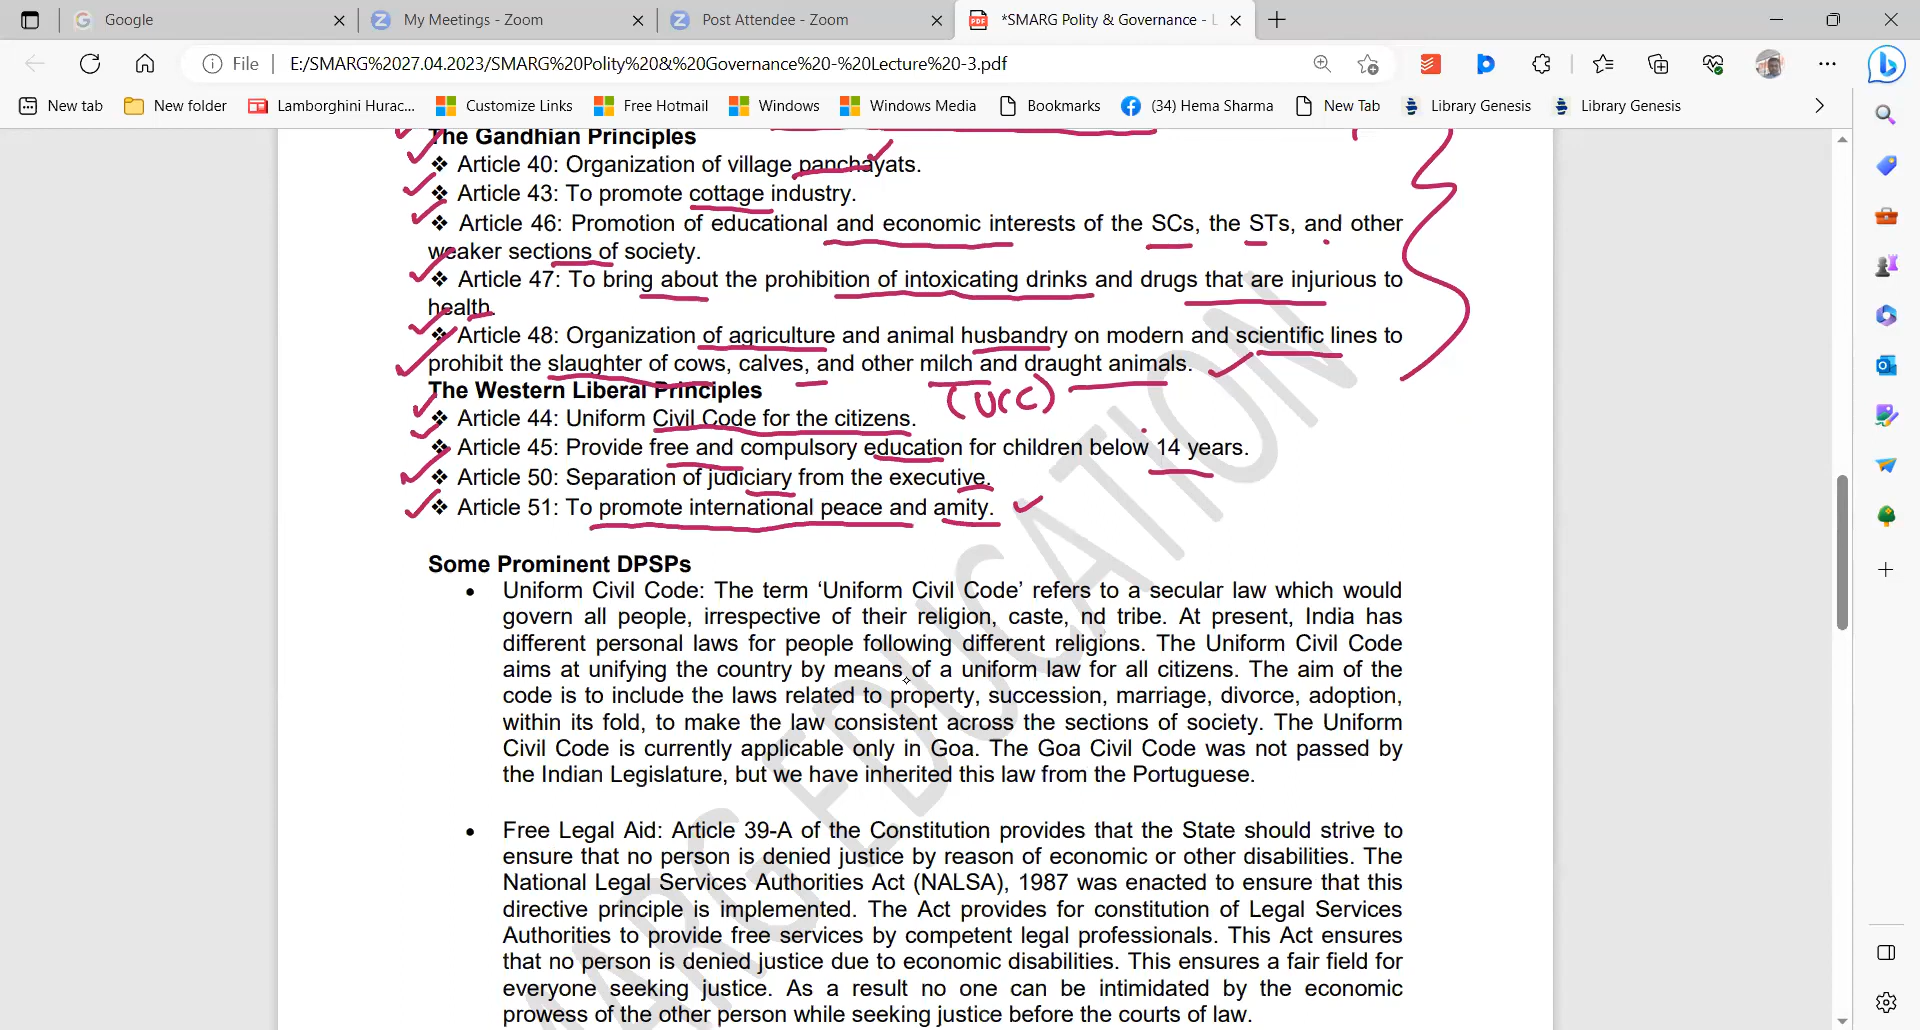 Google
My Meetings - Zoom
Post Attendee - Zoom
*SMARG Polity & Governance - L
File
E:/SMARG%2027.04.2023/SMARG%20Polity%20&%20Governance%20-%20Lecture%20-3.pdf
New tab
New folder
Lamborghini Hurac...
Customize Links
Free Hotmail
Windows
Windows Media
Bookmarks
(34) Hema Sharma
New Tab
Library Genesis
Library Genesis
The Gandhian Principles
❖ Article 40: Organization of village panchayats.
❖ Article 43: To promote cottage industry.
❖ Article 46: Promotion of educational and economic interests of the SCs, the STs, and other
weaker sections of society.
❖ Article 47: To bring about the prohibition of intoxicating drinks and drugs that are injurious to
health.
❖ Article 48: Organization of agriculture and animal husbandry on modern and scientific lines to
prohibit the slaughter of cows, calves, and other milch and draught animals.
The Western Liberal Principles
(UCC)
❖ Article 44: Uniform Civil Code for the citizens.
❖ Article 45: Provide free and compulsory education for children below 14 years.
❖ Article 50: Separation of judiciary from the executive.
❖ Article 51: To promote international peace and amity.
Some Prominent DPSPs
• Uniform Civil Code: The term ‘Uniform Civil Code’ refers to a secular law which would
govern all people, irrespective of their religion, caste, nd tribe. At present, India has
different personal laws for people following different religions. The Uniform Civil Code
aims at unifying the country by means of a uniform law for all citizens. The aim of the
code is to include the laws related to property, succession, marriage, divorce, adoption,
within its fold, to make the law consistent across the sections of society. The Uniform
Civil Code is currently applicable only in Goa. The Goa Civil Code was not passed by
the Indian Legislature, but we have inherited this law from the Portuguese.
• Free Legal Aid: Article 39-A of the Constitution provides that the State should strive to
ensure that no person is denied justice by reason of economic or other disabilities. The
National Legal Services Authorities Act (NALSA), 1987 was enacted to ensure that this
directive principle is implemented. The Act provides for constitution of Legal Services
Authorities to provide free services by competent legal professionals. This Act ensures
that no person is denied justice due to economic disabilities. This ensures a fair field for
everyone seeking justice. As a result no one can be intimidated by the economic
prowess of the other person while seeking justice before the courts of law.
MARG EDUCATION